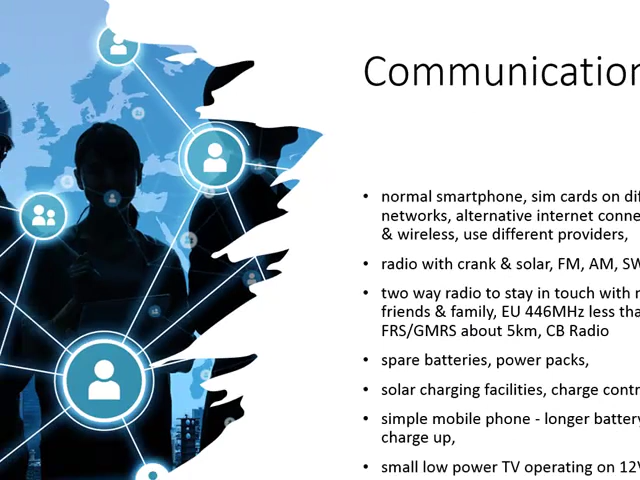 Communication
• normal smartphone, sim cards on dif
networks, alternative internet conne
& wireless, use different providers,
• radio with crank & solar, FM, AM, SW
• two way radio to stay in touch with
friends & family, EU 446MHz less tha
FRS/GMRS about 5km, CB Radio
• spare batteries, power packs,
• solar charging facilities, charge contr
• simple mobile phone - longer battery
charge up,
• small low power TV operating on 12V